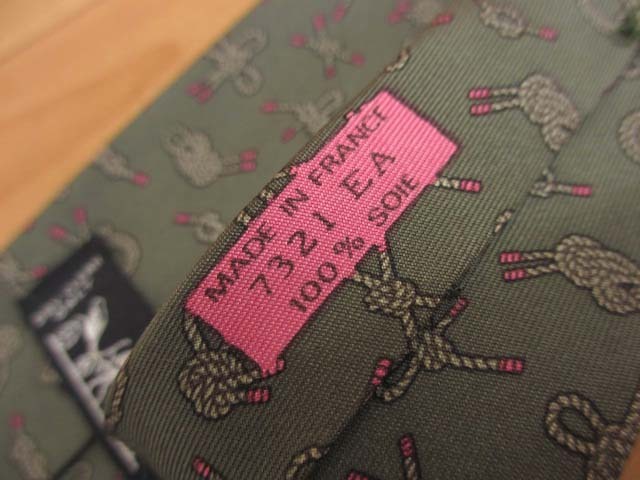 MADE IN FRANCE
7321 EA
100% SOIE